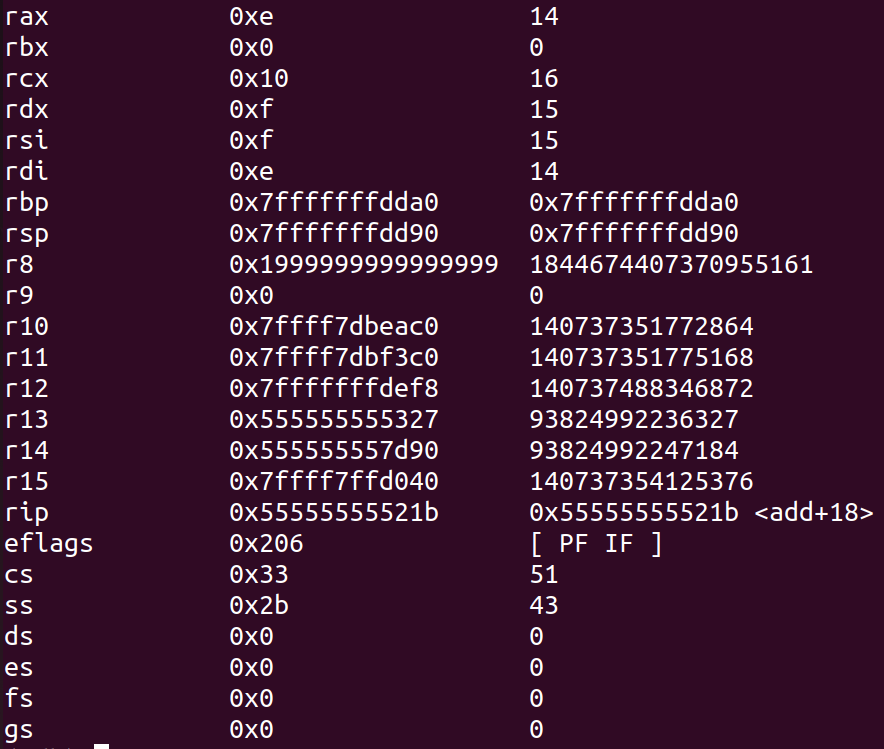 rax 0xe 14
rbx 0x0 0
rcx 0x10 16
rdx 0xf 15
rsi 0xf 15
rdi 0xe 14
rbp 0x7fffffffdda0 0x7fffffffdda0
rsp 0x7fffffffdd90 0x7fffffffdd90
r8 0x1999999999999999 1844674407370955161
r9 0x0 0
r10 0x7ffff7dbeac0 140737351772864
r11 0x7ffff7dbf3c0 140737351775168
r12 0x7fffffffdef8 140737488346872
r13 0x555555555327 93824992236327
r14 0x555555557d90 93824992247184
r15 0x7ffff7ffd040 140737354125376
rip 0x55555555521b 0x55555555521b <add+18>
eflags 0x206 [ PF IF ]
cs 0x33 51
ss 0x2b 43
ds 0x0 0
es 0x0 0
fs 0x0 0
gs 0x0 0